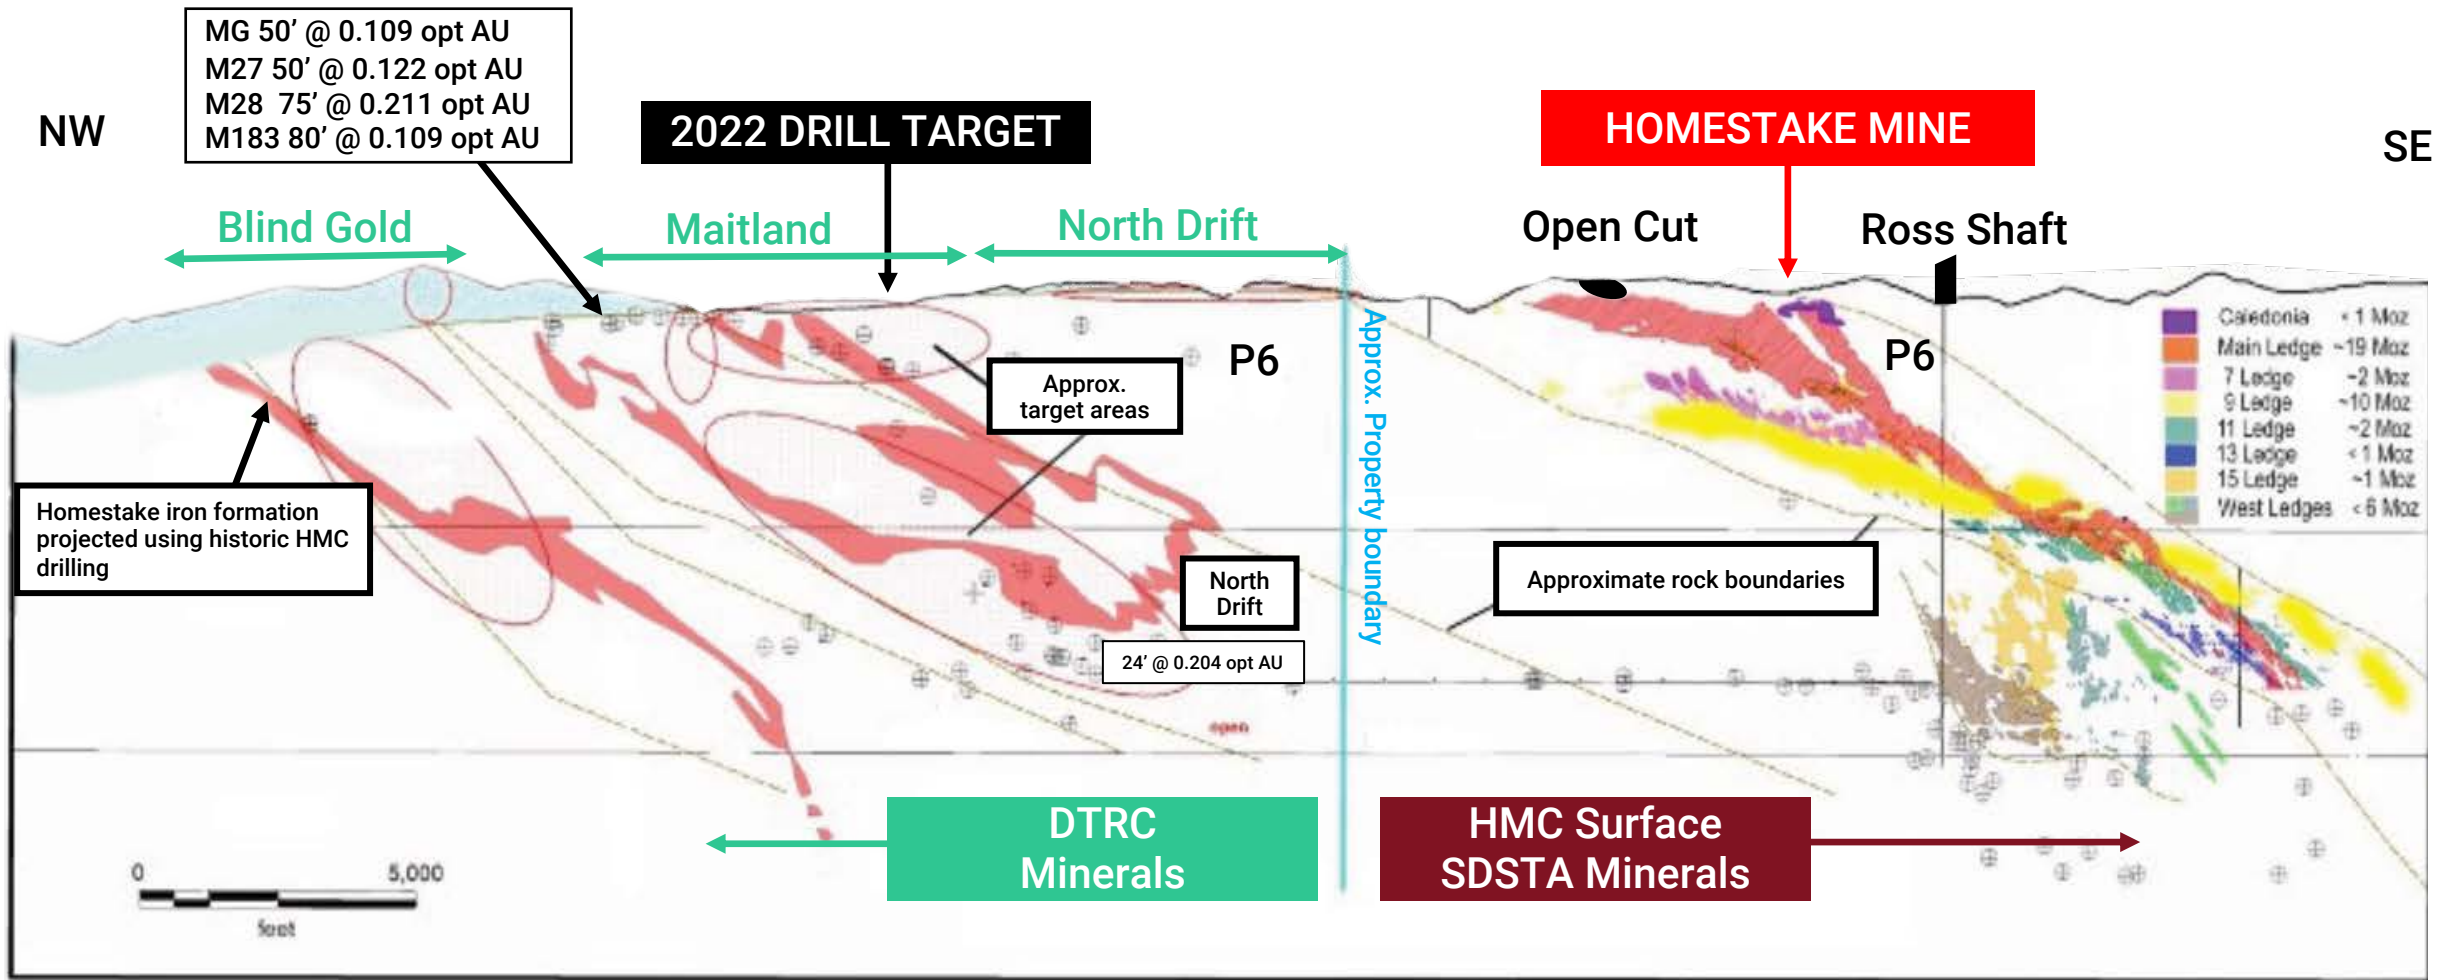 MG 50’ @ 0.109 opt AU
M27 50’ @ 0.122 opt AU
M28 75’ @ 0.211 opt AU
M183 80’ @ 0.109 opt AU
NW
2022 DRILL TARGET
HOMESTAKE MINE
SE
Blind Gold
Maitland
North Drift
Open Cut
Ross Shaft
P6
P6
Approx. Property boundary
Approx.
target areas
Caledonia < 1 Moz
Main Ledge ~19 Moz
7 Ledge ~2 Moz
9 Ledge ~10 Moz
11 Ledge ~2 Moz
13 Ledge < 1 Moz
15 Ledge ~1 Moz
West Ledges < 6 Moz
Homestake iron formation
projected using historic HMC
drilling
North
Drift
24’ @ 0.204 opt AU
Approximate rock boundaries
open
DTRC
Minerals
HMC Surface
SDSTA Minerals
0 5,000
feet